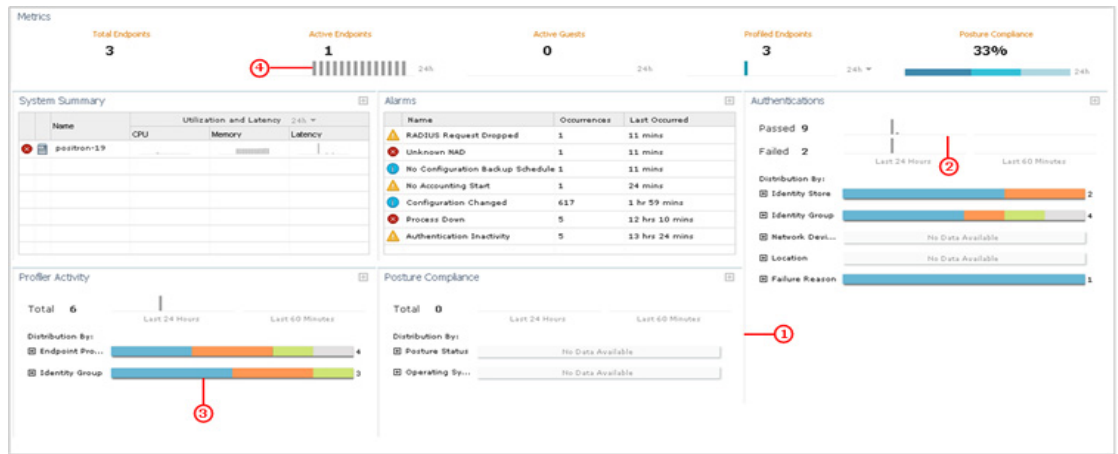 Metrics
Total Endpoints
3
Active Endpoints
1
24h
Active Guests
0
24h
Profiled Endpoints
3
24h
Posture Compliance
33%
24h
4
System Summary
Name
Utilization and Latency 24h
CPU Memory Latency
positron-19
Alarms
Name Occurrences Last Occurred
RADIUS Request Dropped 1 11 mins
Unknown NAD 1 11 mins
No Configuration Backup Schedule 1 11 mins
No Accounting Start 1 24 mins
Configuration Changed 617 1 hr 59 mins
Process Down 5 12 hrs 10 mins
Authentication Inactivity 5 13 hrs 24 mins
Authentications
Passed 9
Failed 2
Last 24 Hours Last 60 Minutes
2
Distribution By:
Identity Store 2
Identity Group 4
Network Devi... No Data Available
Location No Data Available
Failure Reason 1
Profiler Activity
Total 6
Last 24 Hours Last 60 Minutes
Distribution By:
Endpoint Pro... 4
Identity Group 3
3
Posture Compliance
Total 0
Last 24 Hours Last 60 Minutes
Distribution By:
Posture Status No Data Available
Operating Sy... No Data Available
1